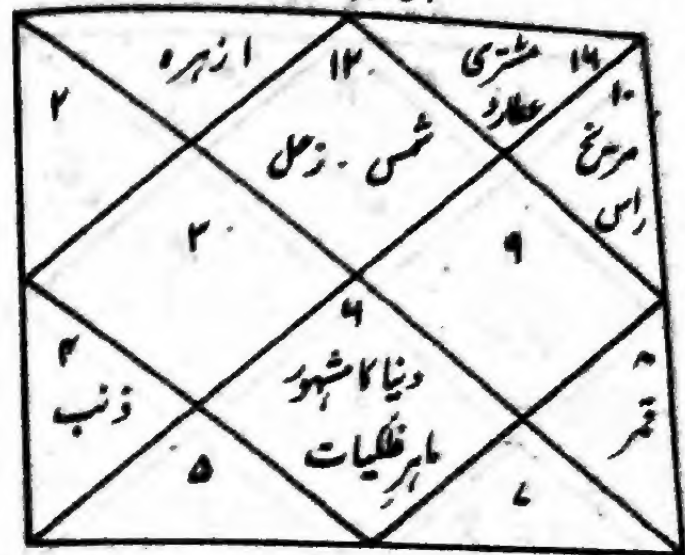 ۱ زہرہ
۱۲
مشتری
عطارد
۲
۱۰
شمس - زحل
مریخ
راس
۳
۹
۴
ذنب
۶
دنیا کا مشہور
ماہرِ فلکیات
۸
قمر
۵
۷